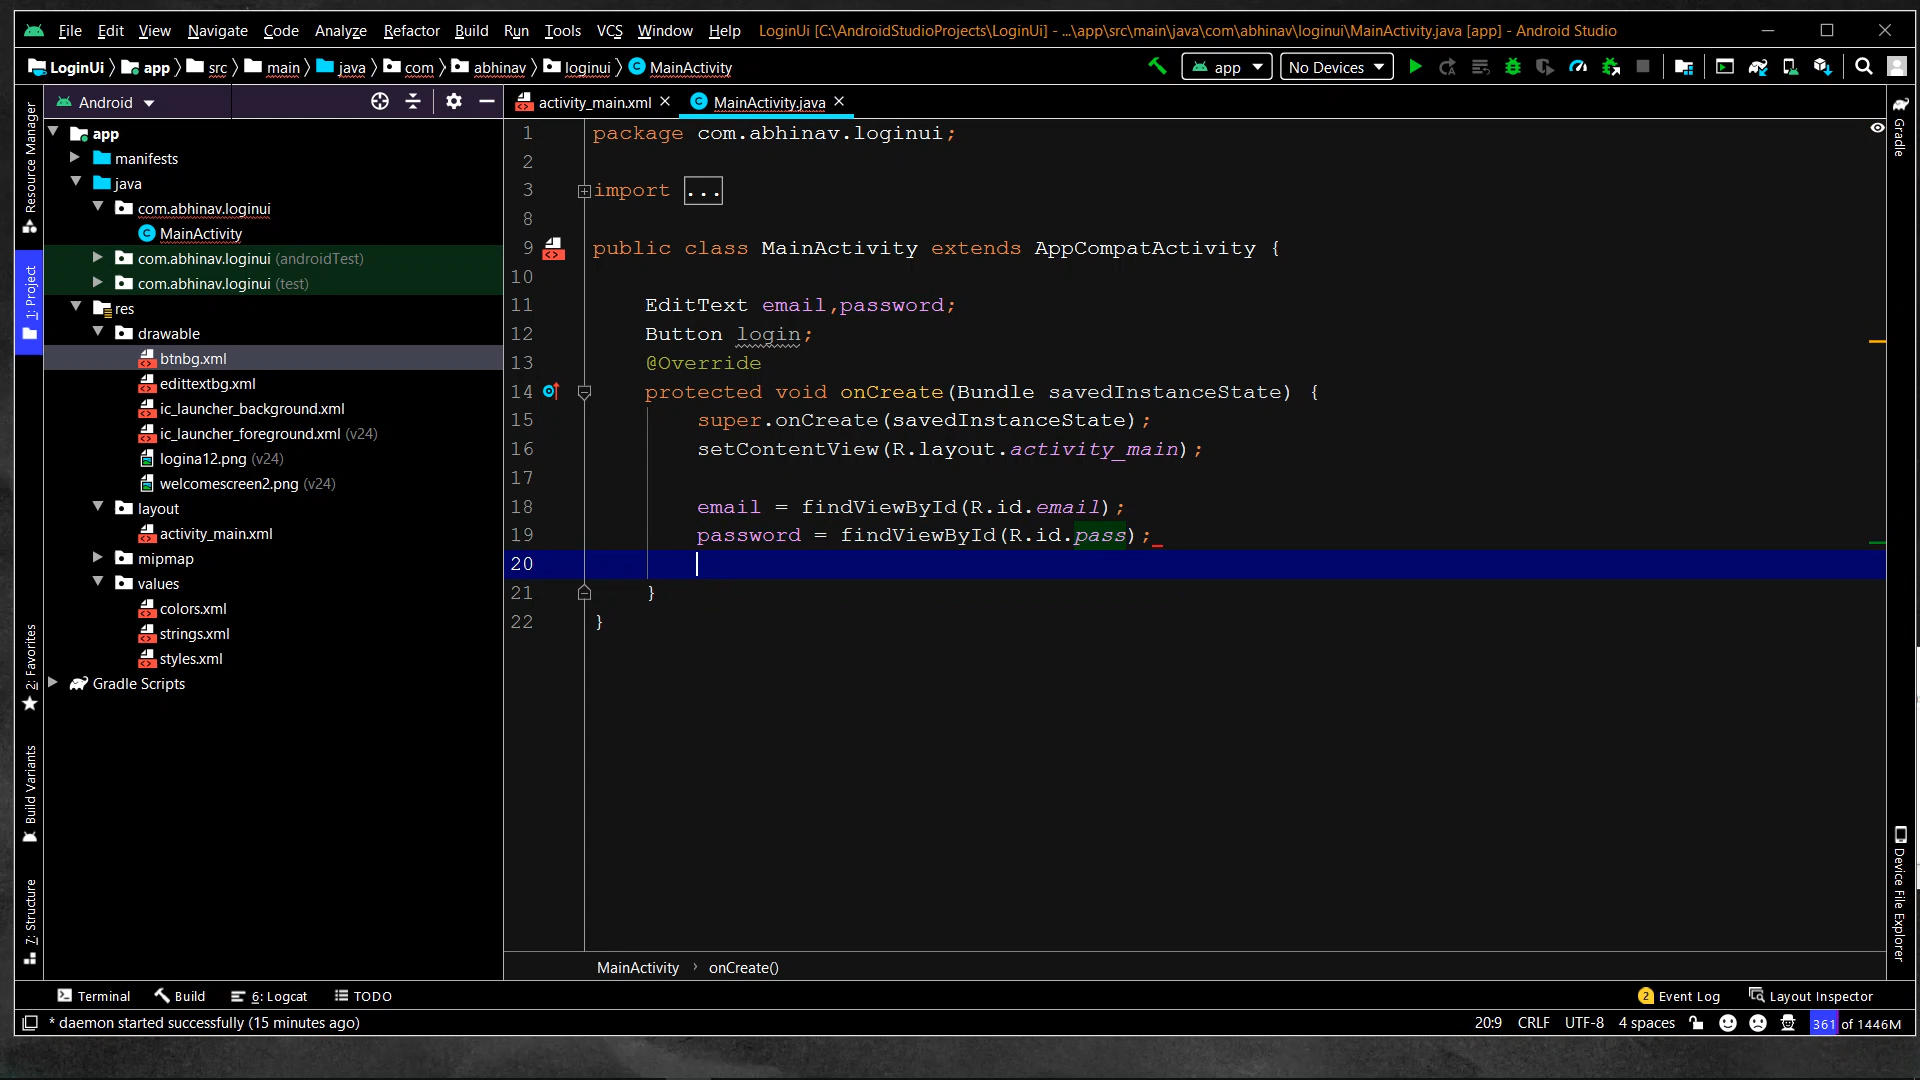 File Edit View Navigate Code Analyze Refactor Build Run Tools VCS Window Help LoginUi [C:\AndroidStudioProjects\LoginUi] - ...\app\src\main\java\com\abhinav\loginui\MainActivity.java [app] - Android Studio
LoginUi app src main java com abhinav loginui MainActivity app No Devices
Android
activity_main.xml
MainActivity.java
Resource Manager
1: Project
2: Favorites
Build Variants
7: Structure
app
manifests
java
com.abhinav.loginui
MainActivity
com.abhinav.loginui (androidTest)
com.abhinav.loginui (test)
res
drawable
btnbg.xml
edittextbg.xml
ic_launcher_background.xml
ic_launcher_foreground.xml (v24)
logina12.png (v24)
welcomescreen2.png (v24)
layout
activity_main.xml
mipmap
values
colors.xml
strings.xml
styles.xml
Gradle Scripts
1 package com.abhinav.loginui;
2
3 import ...
8
9 public class MainActivity extends AppCompatActivity {
10
11 EditText email,password;
12 Button login;
13 @Override
14 protected void onCreate(Bundle savedInstanceState) {
15 super.onCreate(savedInstanceState);
16 setContentView(R.layout.activity_main);
17
18 email = findViewById(R.id.email);
19 password = findViewById(R.id.pass);
20
21 }
22 }
Gradle
Device File Explorer
MainActivity › onCreate()
Terminal Build 6: Logcat TODO 2 Event Log Layout Inspector
* daemon started successfully (15 minutes ago) 20:9 CRLF UTF-8 4 spaces 361 of 1446M